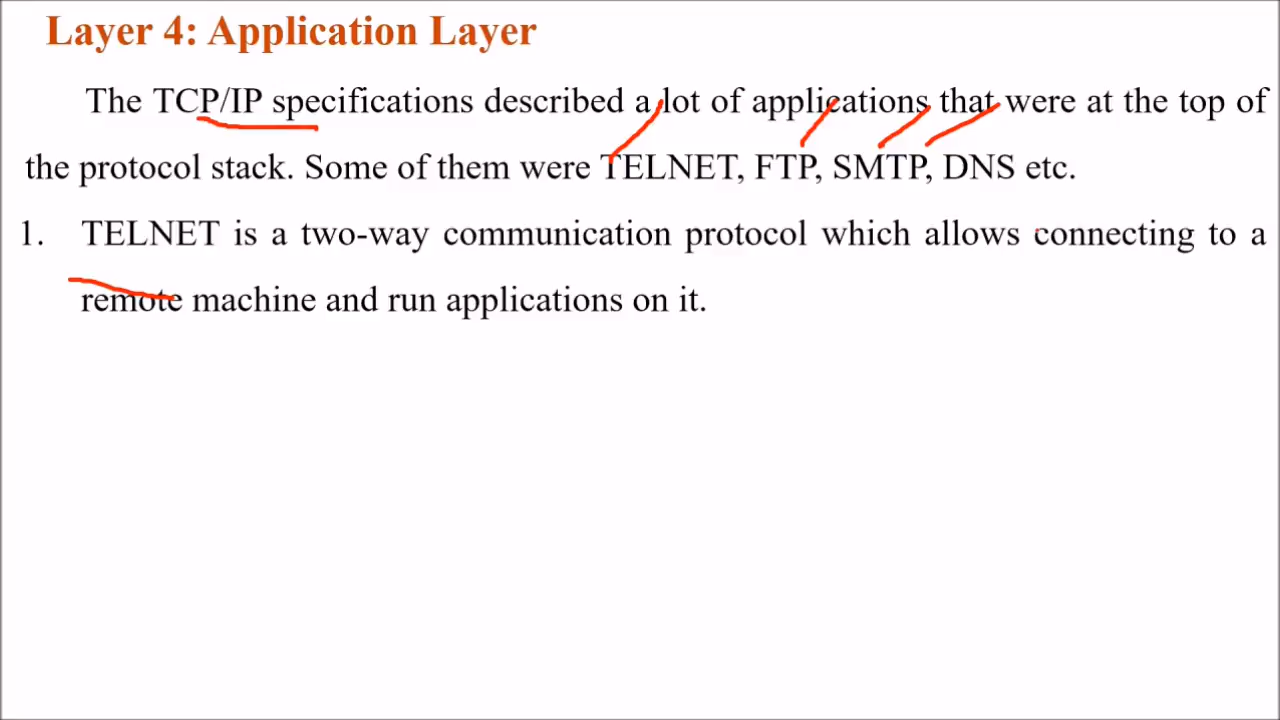 Layer 4: Application Layer
The TCP/IP specifications described a lot of applications that were at the top of
the protocol stack. Some of them were TELNET, FTP, SMTP, DNS etc.
1. TELNET is a two-way communication protocol which allows connecting to a
remote machine and run applications on it.